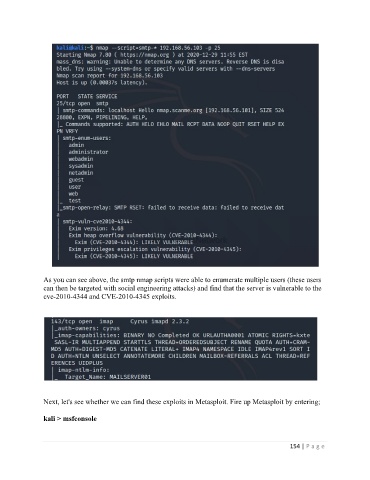 kali@kali:~$ nmap --script=smtp-* 192.168.56.103 -p 25
Starting Nmap 7.80 ( https://nmap.org ) at 2020-12-29 11:55 EST
mass_dns: warning: Unable to determine any DNS servers. Reverse DNS is disa
bled. Try using --system-dns or specify valid servers with --dns-servers
Nmap scan report for 192.168.56.103
Host is up (0.00037s latency).
PORT STATE SERVICE
25/tcp open smtp
| smtp-commands: localhost Hello nmap.scanme.org [192.168.56.101], SIZE 524
28800, EXPN, PIPELINING, HELP,
|_ Commands supported: AUTH HELO EHLO MAIL RCPT DATA NOOP QUIT RSET HELP EX
PN VRFY
| smtp-enum-users:
| admin
| administrator
| webadmin
| sysadmin
| netadmin
| guest
| user
| web
|_ test
|_smtp-open-relay: SMTP RSET: failed to receive data: failed to receive dat
a
| smtp-vuln-cve2010-4344:
| Exim version: 4.68
| Exim heap overflow vulnerability (CVE-2010-4344):
| Exim (CVE-2010-4344): LIKELY VULNERABLE
| Exim privileges escalation vulnerability (CVE-2010-4345):
|_ Exim (CVE-2010-4345): LIKELY VULNERABLE
As you can see above, the smtp nmap scripts were able to enumerate multiple users (these users
can then be targeted with social engineering attacks) and find that the server is vulnerable to the
cve-2010-4344 and CVE-2010-4345 exploits.
143/tcp open imap Cyrus imapd 2.3.2
|_auth-owners: cyrus
|_imap-capabilities: BINARY NO Completed OK URLAUTHA0001 ATOMIC RIGHTS=kxte
SASL-IR MULTIAPPEND STARTTLS THREAD=ORDEREDSUBJECT RENAME QUOTA AUTH=CRAM-
MD5 AUTH=DIGEST-MD5 CATENATE LITERAL+ IMAP4 NAMESPACE IDLE IMAP4rev1 SORT I
D AUTH=NTLM UNSELECT ANNOTATEMORE CHILDREN MAILBOX-REFERRALS ACL THREAD=REF
ERENCES UIDPLUS
| imap-ntlm-info:
|_ Target_Name: MAILSERVER01
Next, let's see whether we can find these exploits in Metasploit. Fire up Metasploit by entering;
kali > msfconsole
154 | P a g e